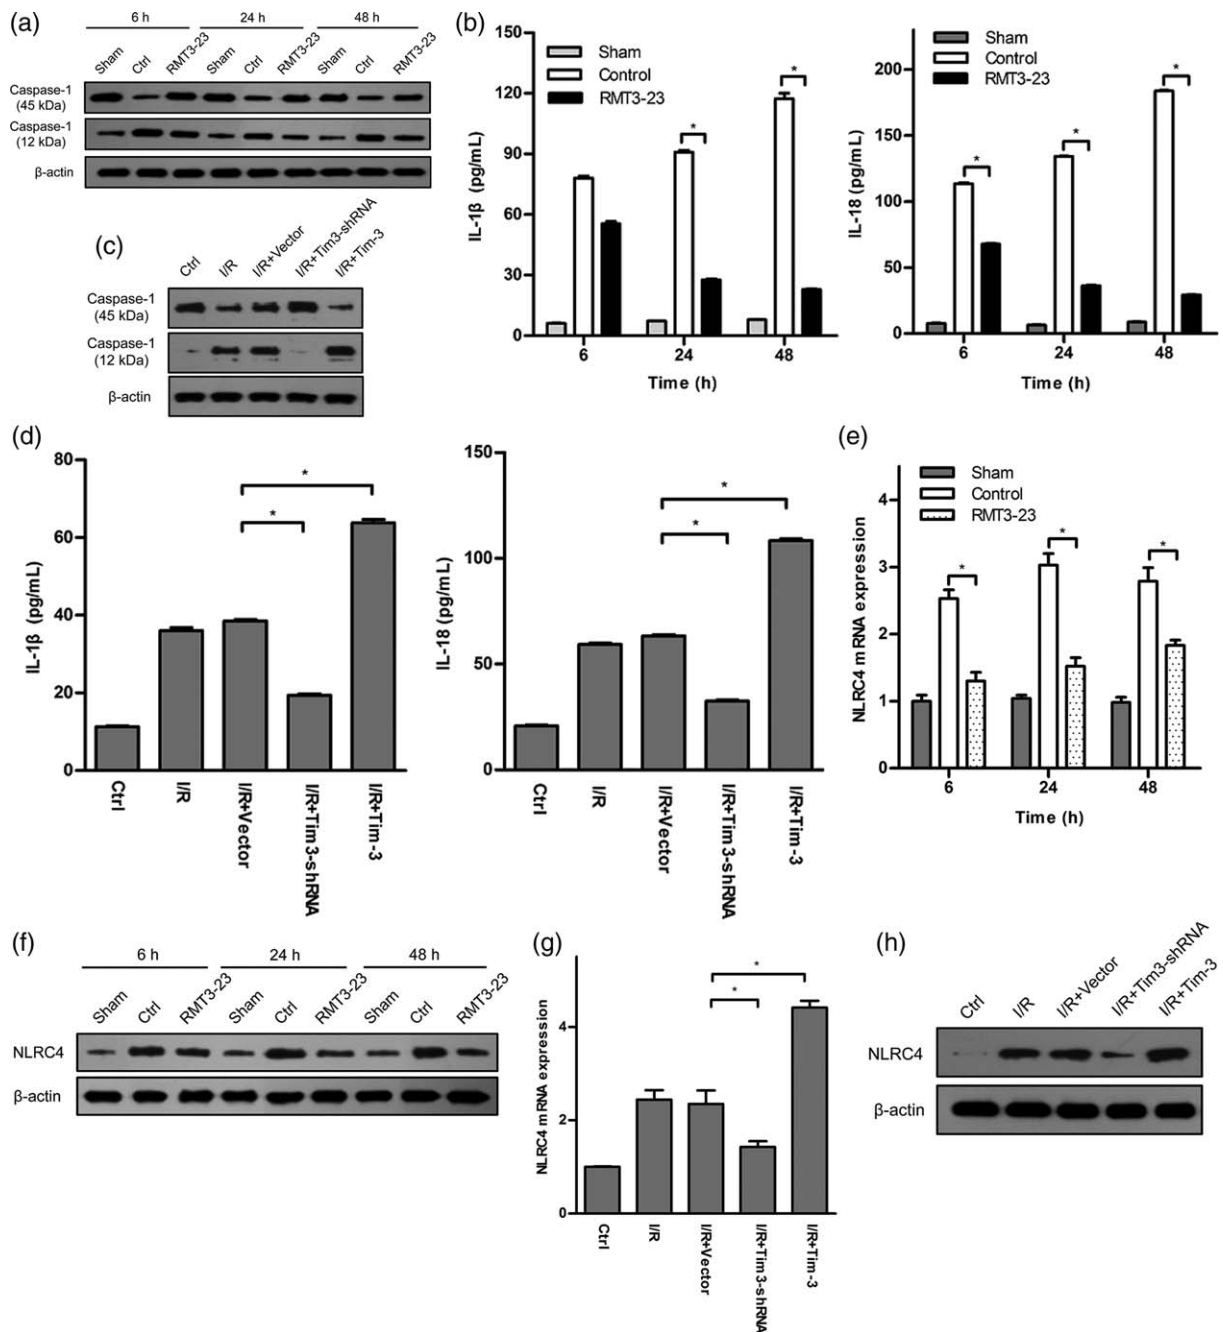 (a)
6 h 24 h 48 h
Sham Ctrl RMT3-23 Sham Ctrl RMT3-23 Sham Ctrl RMT3-23
Caspase-1
(45 kDa)
Caspase-1
(12 kDa)
β-actin
(b)
150
120
90
60
30
0
IL-1β (pg/mL)
Sham
Control
RMT3-23
*
*
6 24 48
Time (h)
200
150
100
50
0
IL-18 (pg/mL)
Sham
Control
RMT3-23
*
*
*
6 24 48
Time (h)
(c)
Ctrl I/R I/R+Vector I/R+Tim3-shRNA I/R+Tim-3
Caspase-1
(45 kDa)
Caspase-1
(12 kDa)
β-actin
(d)
80
60
40
20
0
IL-1β (pg/mL)
*
*
Ctrl I/R I/R+Vector I/R+Tim3-shRNA I/R+Tim-3
150
100
50
0
IL-18 (pg/mL)
*
*
Ctrl I/R I/R+Vector I/R+Tim3-shRNA I/R+Tim-3
(e)
4
3
2
1
0
NLRC4 mRNA expression
Sham
Control
RMT3-23
*
*
*
6 24 48
Time (h)
(f)
6 h 24 h 48 h
Sham Ctrl RMT3-23 Sham Ctrl RMT3-23 Sham Ctrl RMT3-23
NLRC4
β-actin
(g)
4
2
0
NLRC4 mRNA expression
*
*
Ctrl I/R I/R+Vector I/R+Tim3-shRNA I/R+Tim-3
(h)
Ctrl I/R I/R+Vector I/R+Tim3-shRNA I/R+Tim-3
NLRC4
β-actin